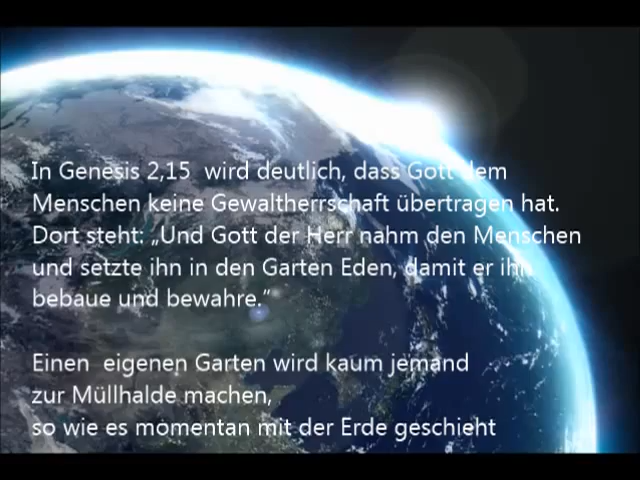 In Genesis 2,15 wird deutlich, dass Gott dem
Menschen keine Gewaltherrschaft übertragen hat.
Dort steht: „Und Gott der Herr nahm den Menschen
und setzte ihn in den Garten Eden, damit er ihn
bebaue und bewahre.”
Einen eigenen Garten wird kaum jemand
zur Müllhalde machen,
so wie es momentan mit der Erde geschieht